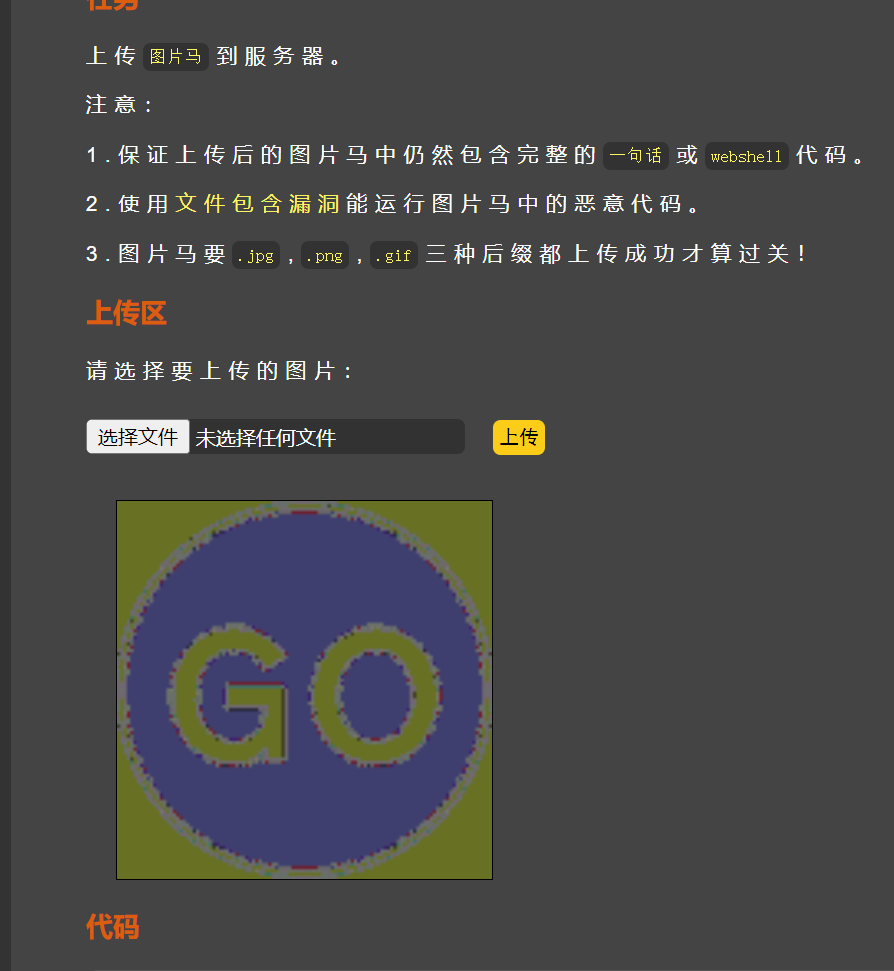 任务
上传 图片马 到服务器。
注意：
1.保证上传后的图片马中仍然包含完整的 一句话 或 webshell 代码。
2.使用文件包含漏洞能运行图片马中的恶意代码。
3.图片马要 .jpg , .png , .gif 三种后缀都上传成功才算过关！
上传区
请选择要上传的图片：
选择文件 未选择任何文件 上传
GO
代码